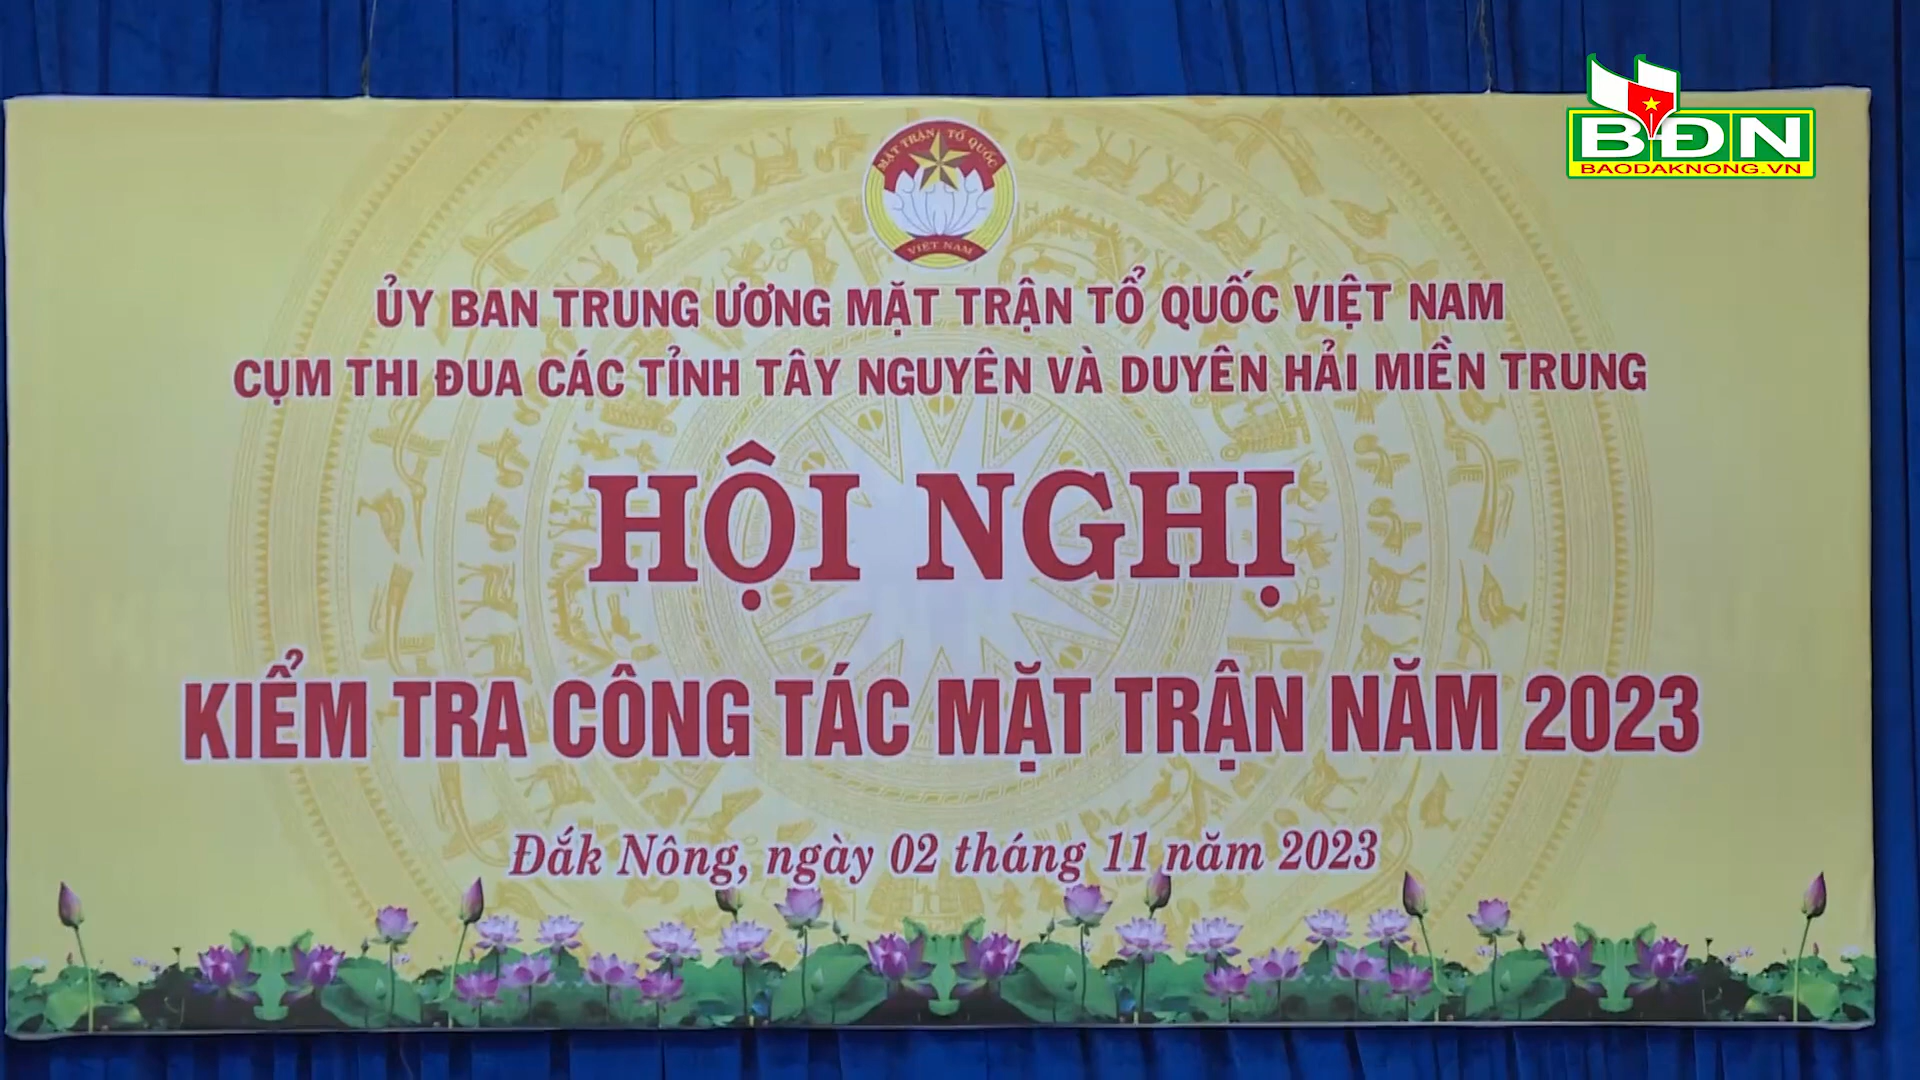 BĐN
BAODAKNONG.VN
MẶT TRẬN TỔ QUỐC
VIỆT NAM
ỦY BAN TRUNG ƯƠNG MẶT TRẬN TỔ QUỐC VIỆT NAM
CỤM THI ĐUA CÁC TỈNH TÂY NGUYÊN VÀ DUYÊN HẢI MIỀN TRUNG
HỘI NGHỊ
KIỂM TRA CÔNG TÁC MẶT TRẬN NĂM 2023
Đắk Nông, ngày 02 tháng 11 năm 2023